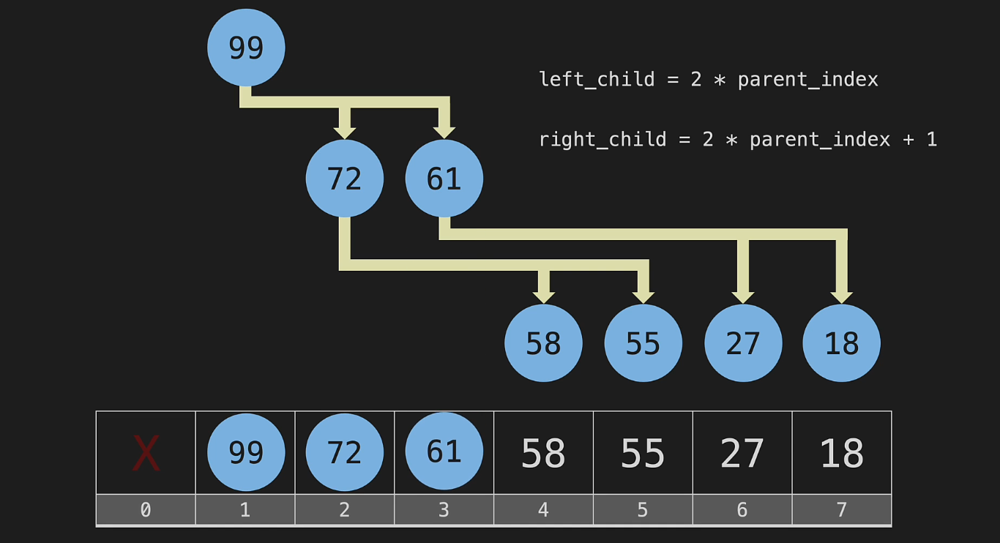 99
left_child = 2 * parent_index
right_child = 2 * parent_index + 1
72 61
58 55 27 18
X 99 72 61 58 55 27 18
0 1 2 3 4 5 6 7